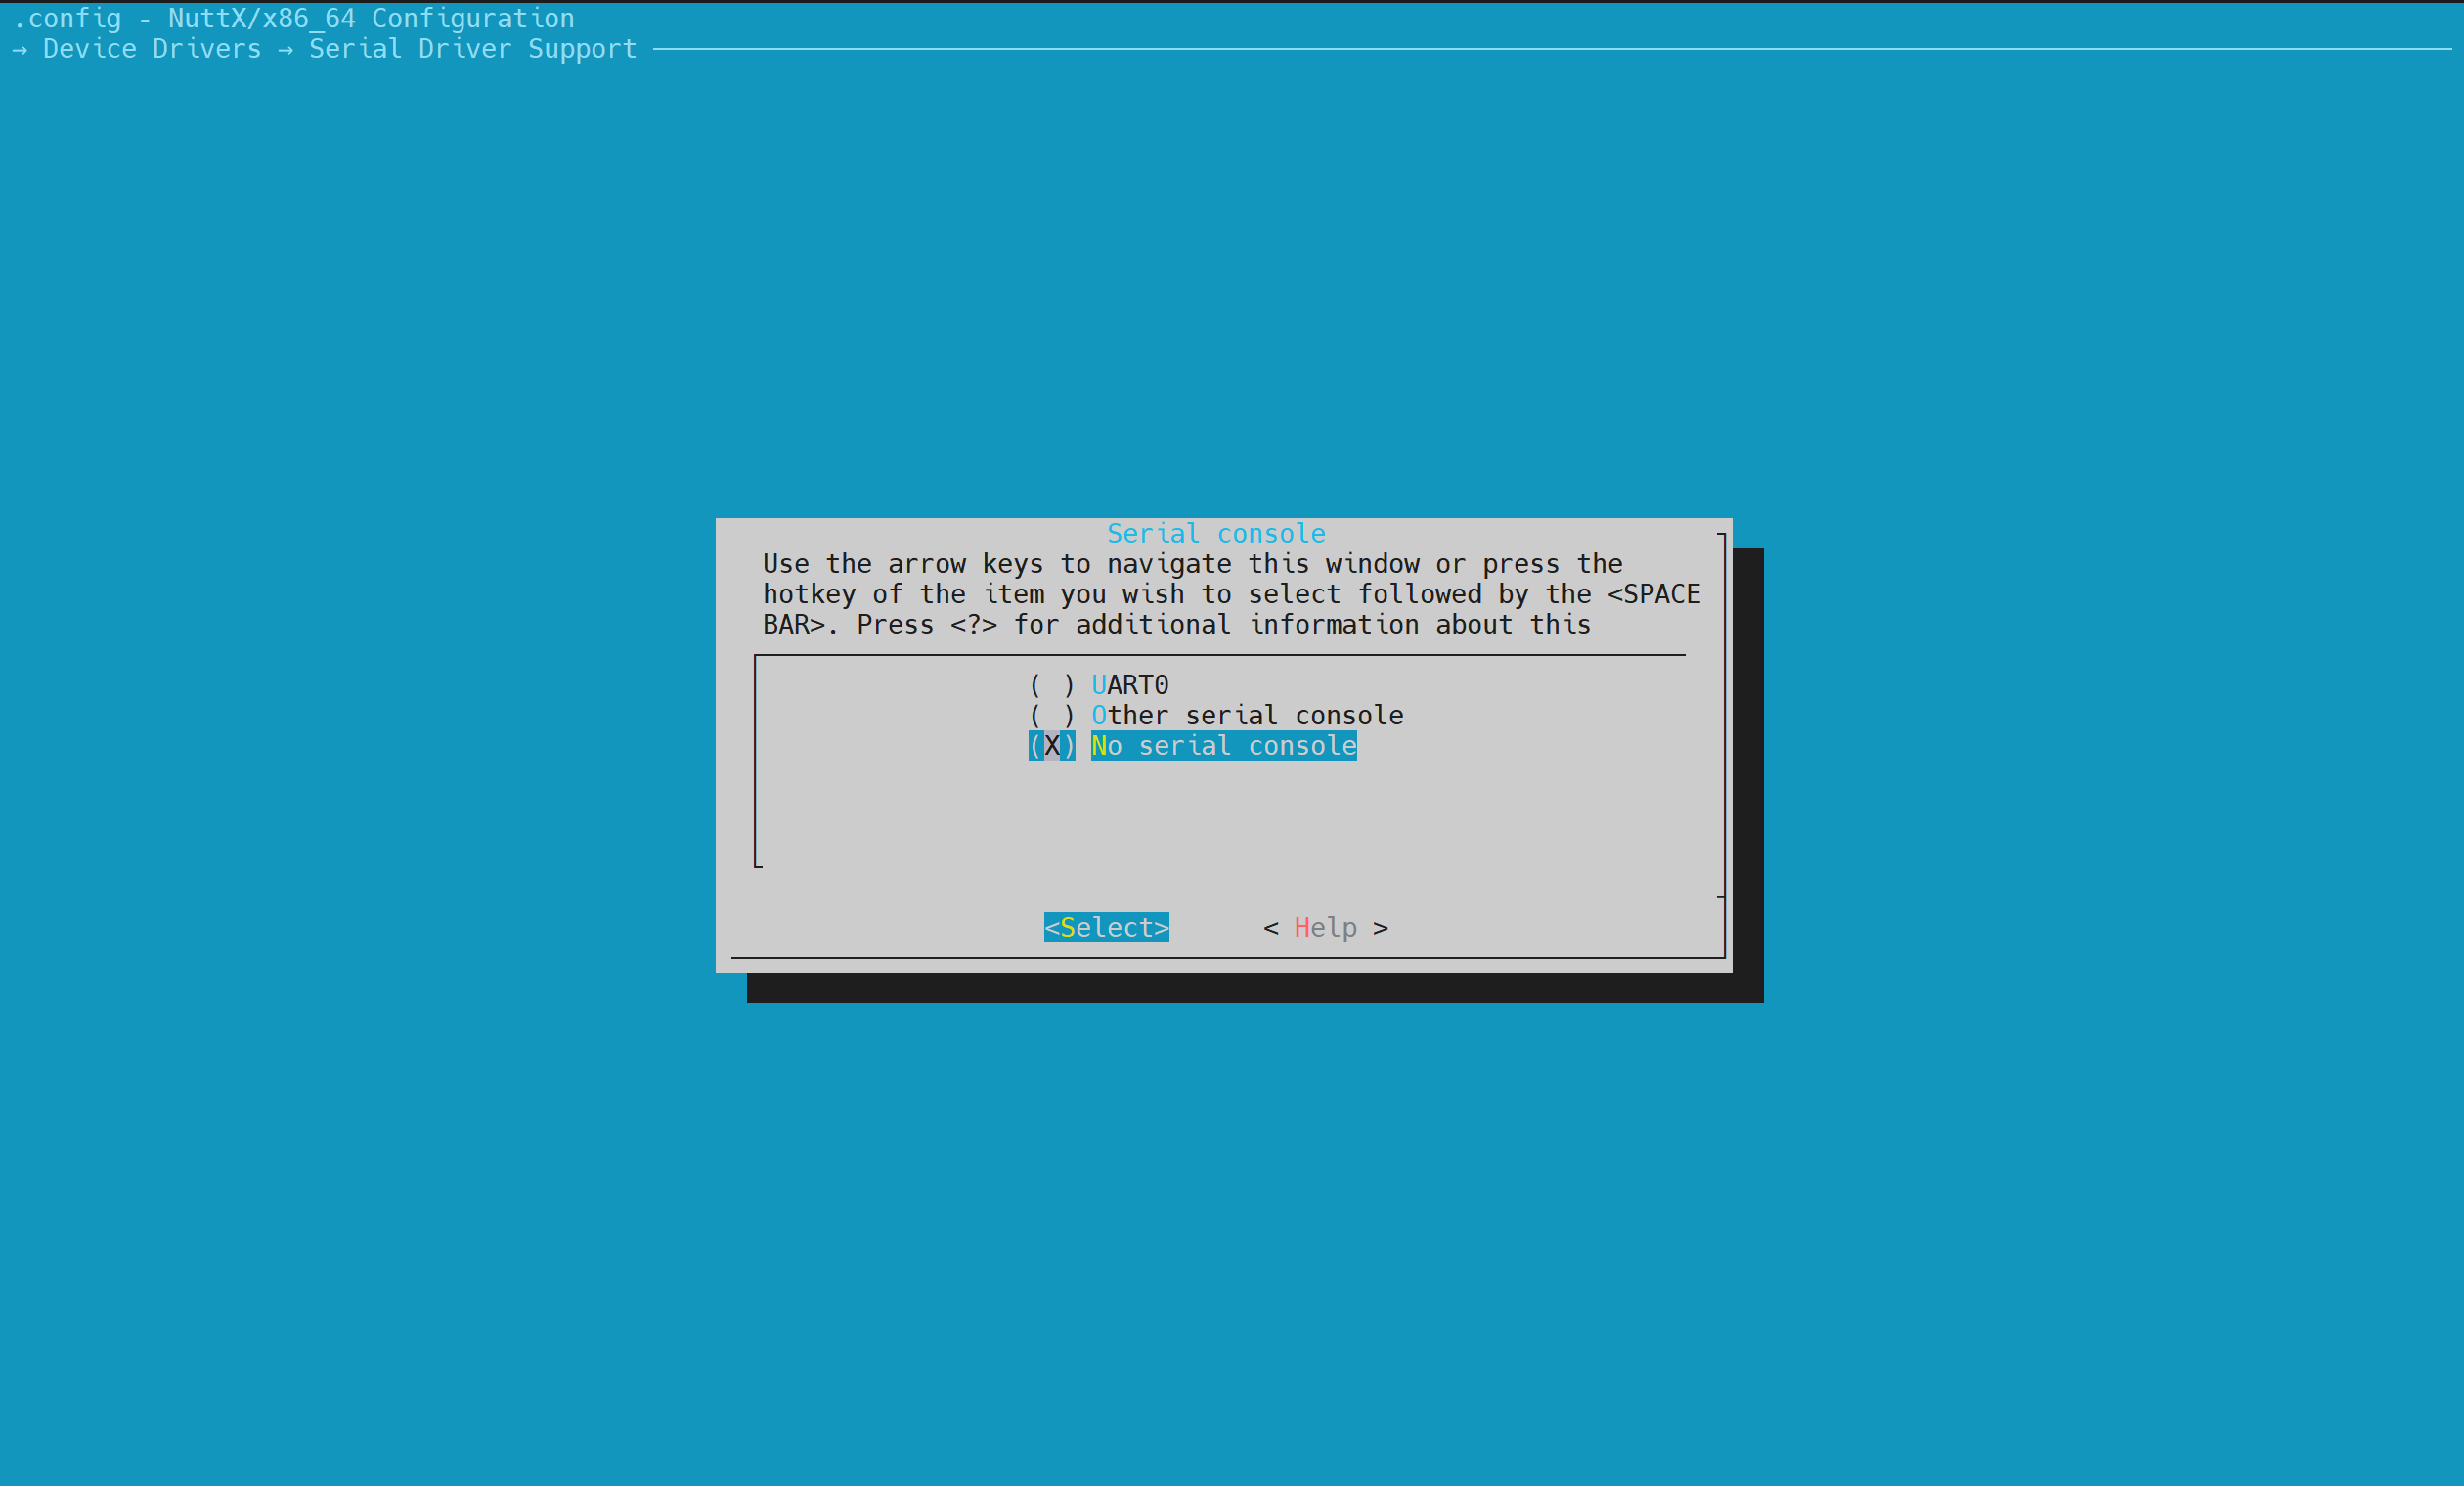 .config - NuttX/x86_64 Configuration
→ Device Drivers → Serial Driver Support
Serial console
Use the arrow keys to navigate this window or press the
hotkey of the item you wish to select followed by the <SPACE
BAR>. Press <?> for additional information about this
( ) UART0
( ) Other serial console
(X) No serial console
<Select> < Help >